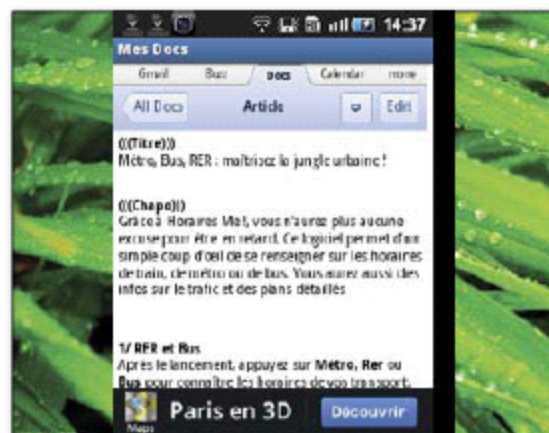 14:37
Mes Docs
Gmail Buzz Docs Calendar more
All Docs Article Edit
(((Titre)))
Métro, Bus, RER : maîtrisez la jungle urbaine !
(((Chapo)))
Grâce à Horaires Me!, vous n'aurez plus aucune
excuse pour être en retard. Ce logiciel permet d'un
simple coup d'œil de se renseigner sur les horaires
de train, de métro ou de bus. Vous aurez aussi des
infos sur le trafic et des plans détaillés
1/ RER et Bus
Après le lancement, appuyez sur Métro, Rer ou
Bus pour connaître les horaires de vos transport.
Maps
Paris en 3D Découvrir